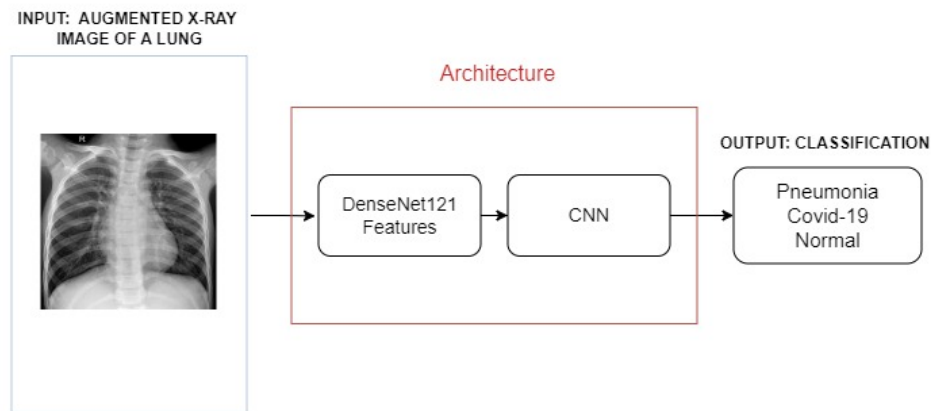 INPUT: AUGMENTED X-RAY
IMAGE OF A LUNG
R
Architecture
DenseNet121
Features
CNN
OUTPUT: CLASSIFICATION
Pneumonia
Covid-19
Normal